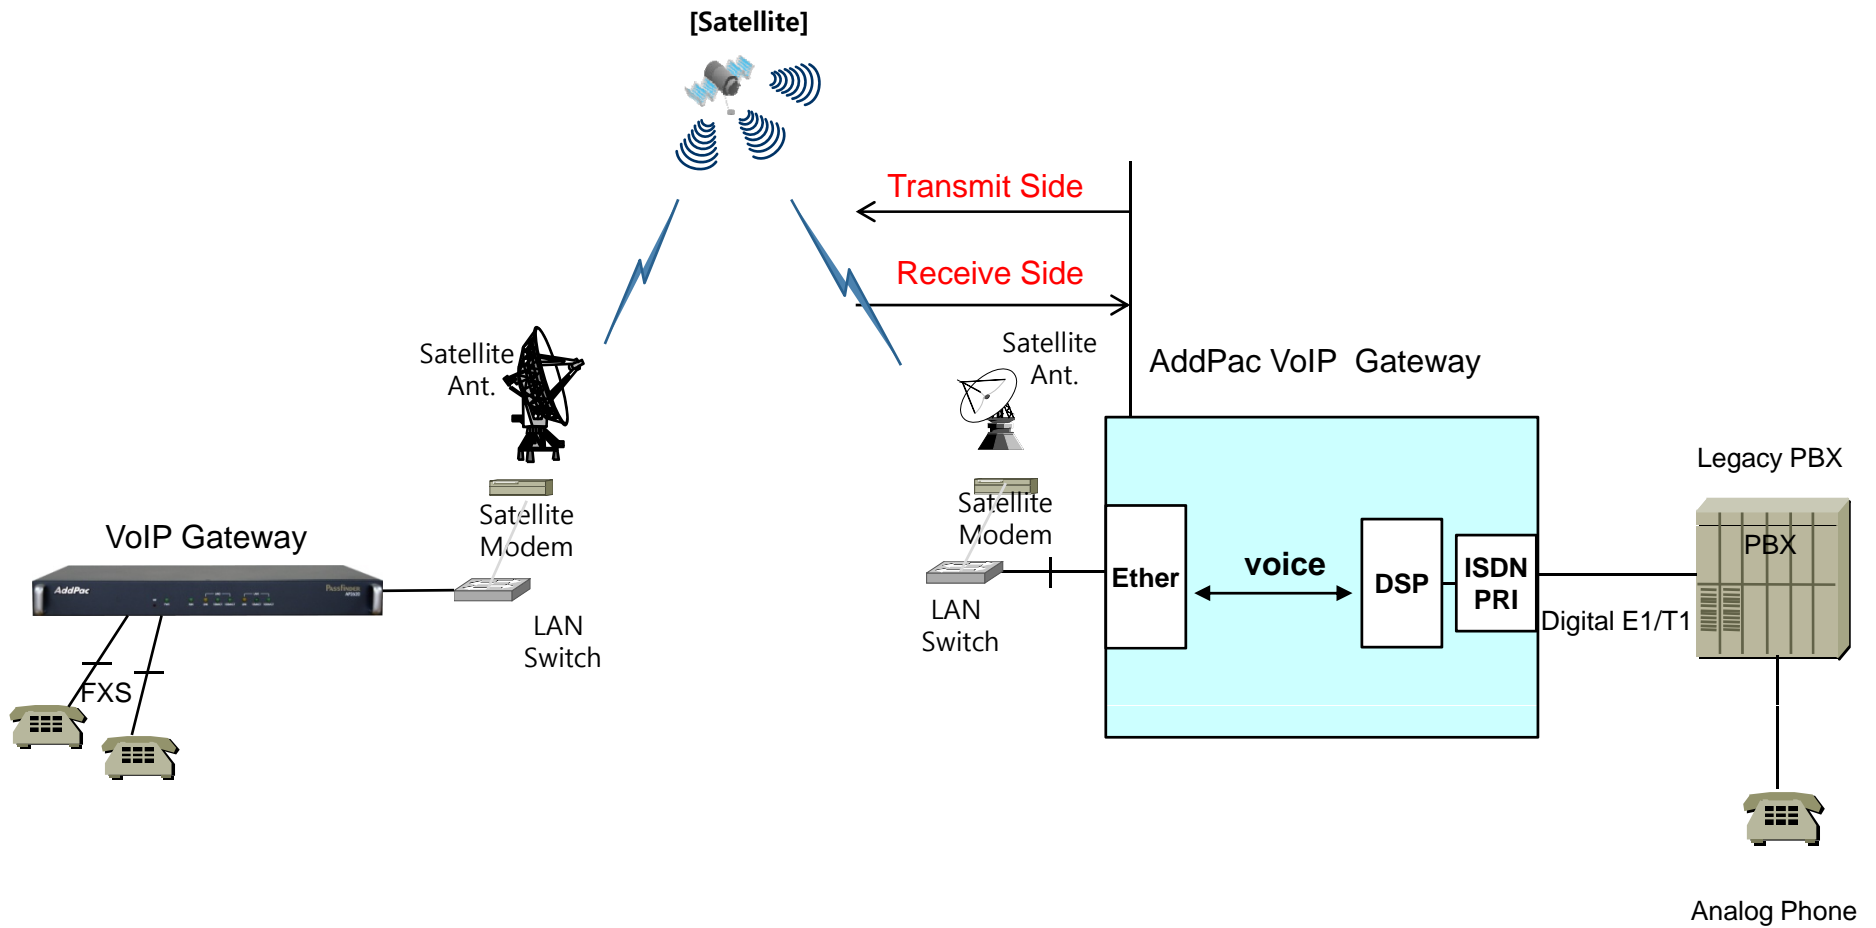 [Satellite]
Transmit Side
Receive Side
Satellite
Ant.
Satellite
Ant.
AddPac VoIP  Gateway
Legacy PBX
Satellite
Modem
Satellite
Modem
VoIP Gateway
AddPac
PBX
Ether
voice
DSP
ISDN
PRI
LAN
Switch
LAN
Switch
Digital E1/T1
FXS
Analog Phone